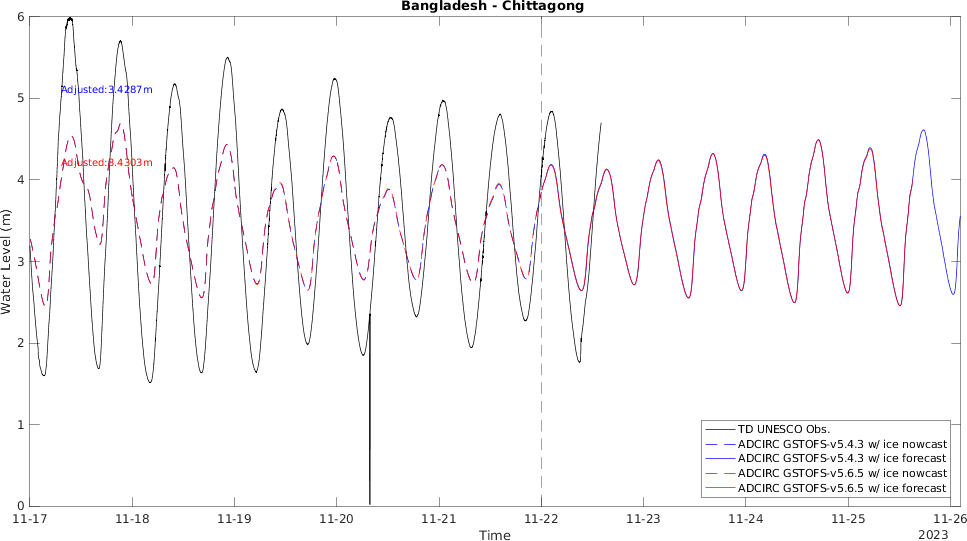 Bangladesh - Chittagong
6
5
4
3
2
1
0
Water Level (m)
Adjusted:3.4287m
Adjusted:3.4303m
TD UNESCO Obs.
ADCIRC GSTOFS-v5.4.3 w/ ice nowcast
ADCIRC GSTOFS-v5.4.3 w/ ice forecast
ADCIRC GSTOFS-v5.6.5 w/ ice nowcast
ADCIRC GSTOFS-v5.6.5 w/ ice forecast
11-17 11-18 11-19 11-20 11-21 11-22 11-23 11-24 11-25 11-26
Time
2023